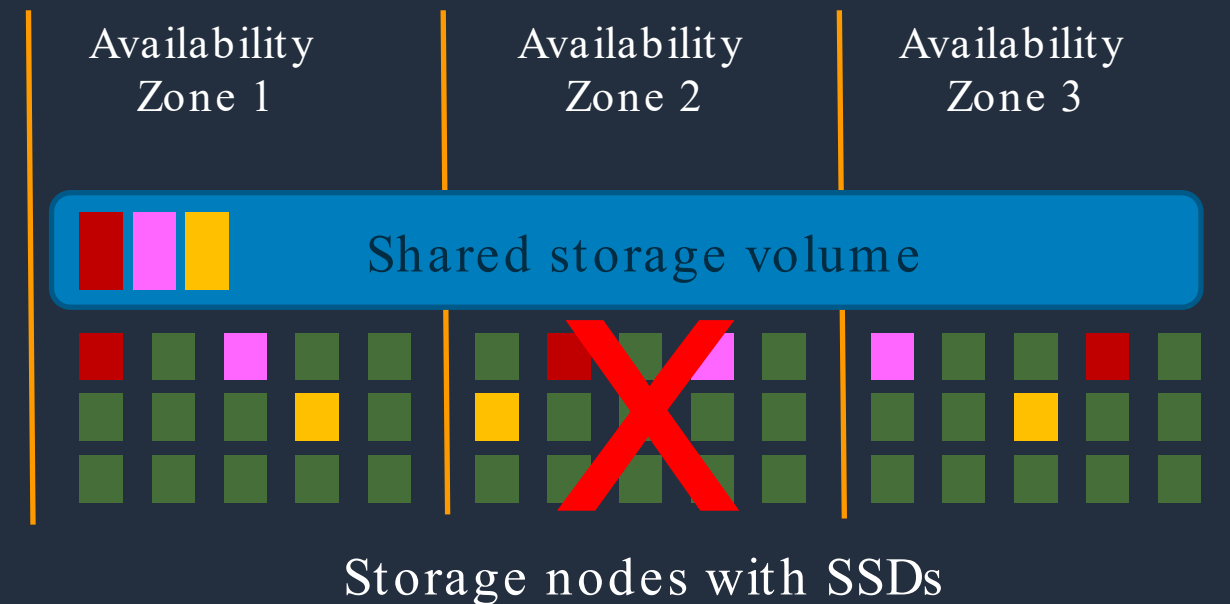 Availability
Zone 1
Availability
Zone 2
Availability
Zone 3
Shared storage volume
Storage nodes with SSDs